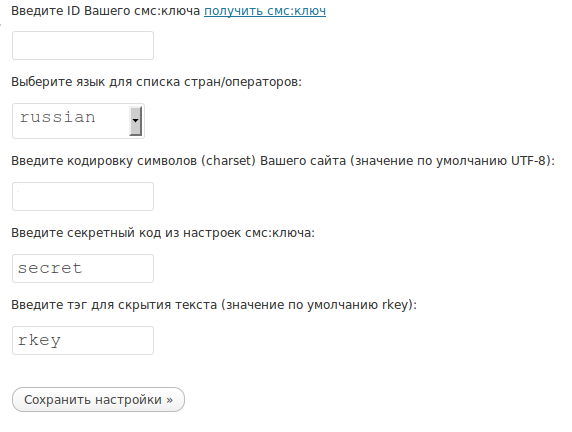 Введите ID Вашего смс:ключа получить смс:ключ
Выберите язык для списка стран/операторов:
russian
Введите кодировку символов (charset) Вашего сайта (значение по умолчанию UTF-8):
Введите секретный код из настроек смс:ключа:
secret
Введите тэг для скрытия текста (значение по умолчанию rkey):
rkey
Сохранить настройки »